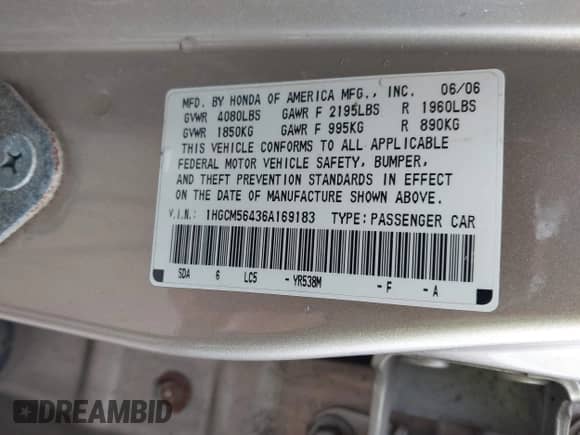 MFD. BY HONDA OF AMERICA MFG., INC. 06/06
GVWR 4080LBS GAWR F 2195LBS R 1960LBS
GVWR 1850KG GAWR F 995KG R 890KG
THIS VEHICLE CONFORMS TO ALL APPLICABLE
FEDERAL MOTOR VEHICLE SAFETY, BUMPER,
AND THEFT PREVENTION STANDARDS IN EFFECT
ON THE DATE OF MANUFACTURE SHOWN ABOVE.
V.I.N.: 1HGCM56436A169183 TYPE: PASSENGER CAR
SDA 6 LC5 - YR538M - F - A
DREAMBID